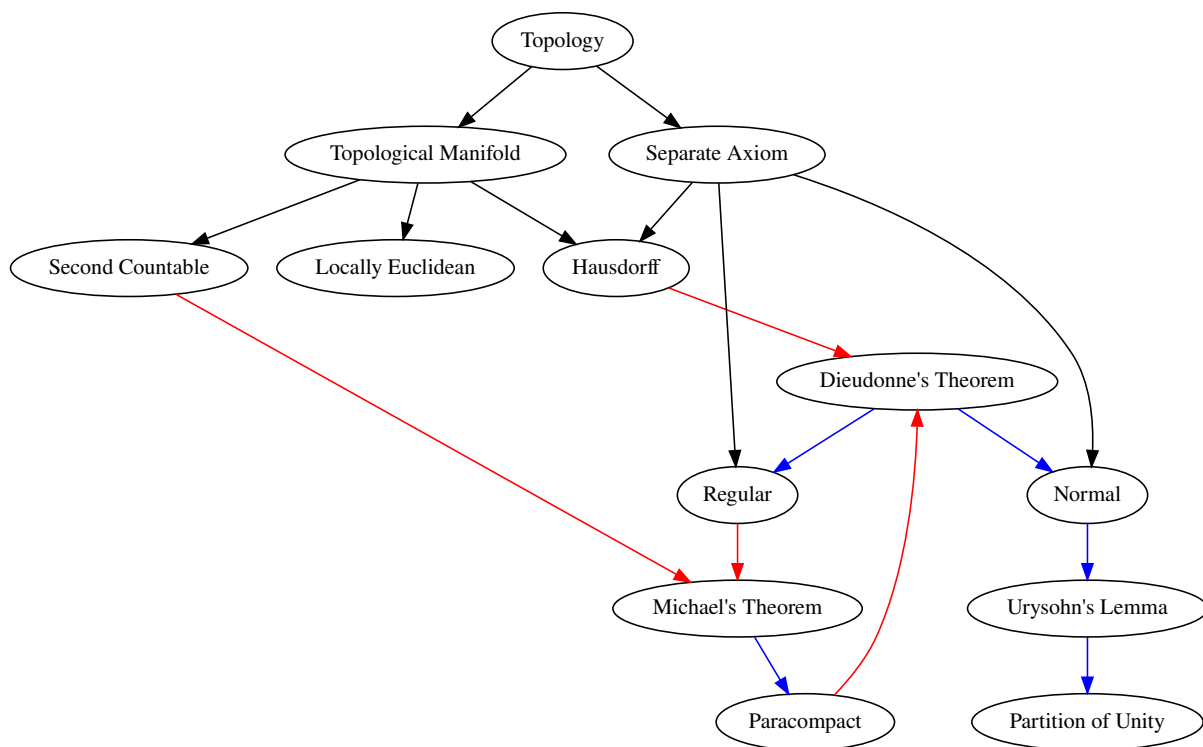 Topology
Topological Manifold
Separate Axiom
Second Countable
Locally Euclidean
Hausdorff
Dieudonne's Theorem
Regular
Normal
Michael's Theorem
Urysohn's Lemma
Paracompact
Partition of Unity